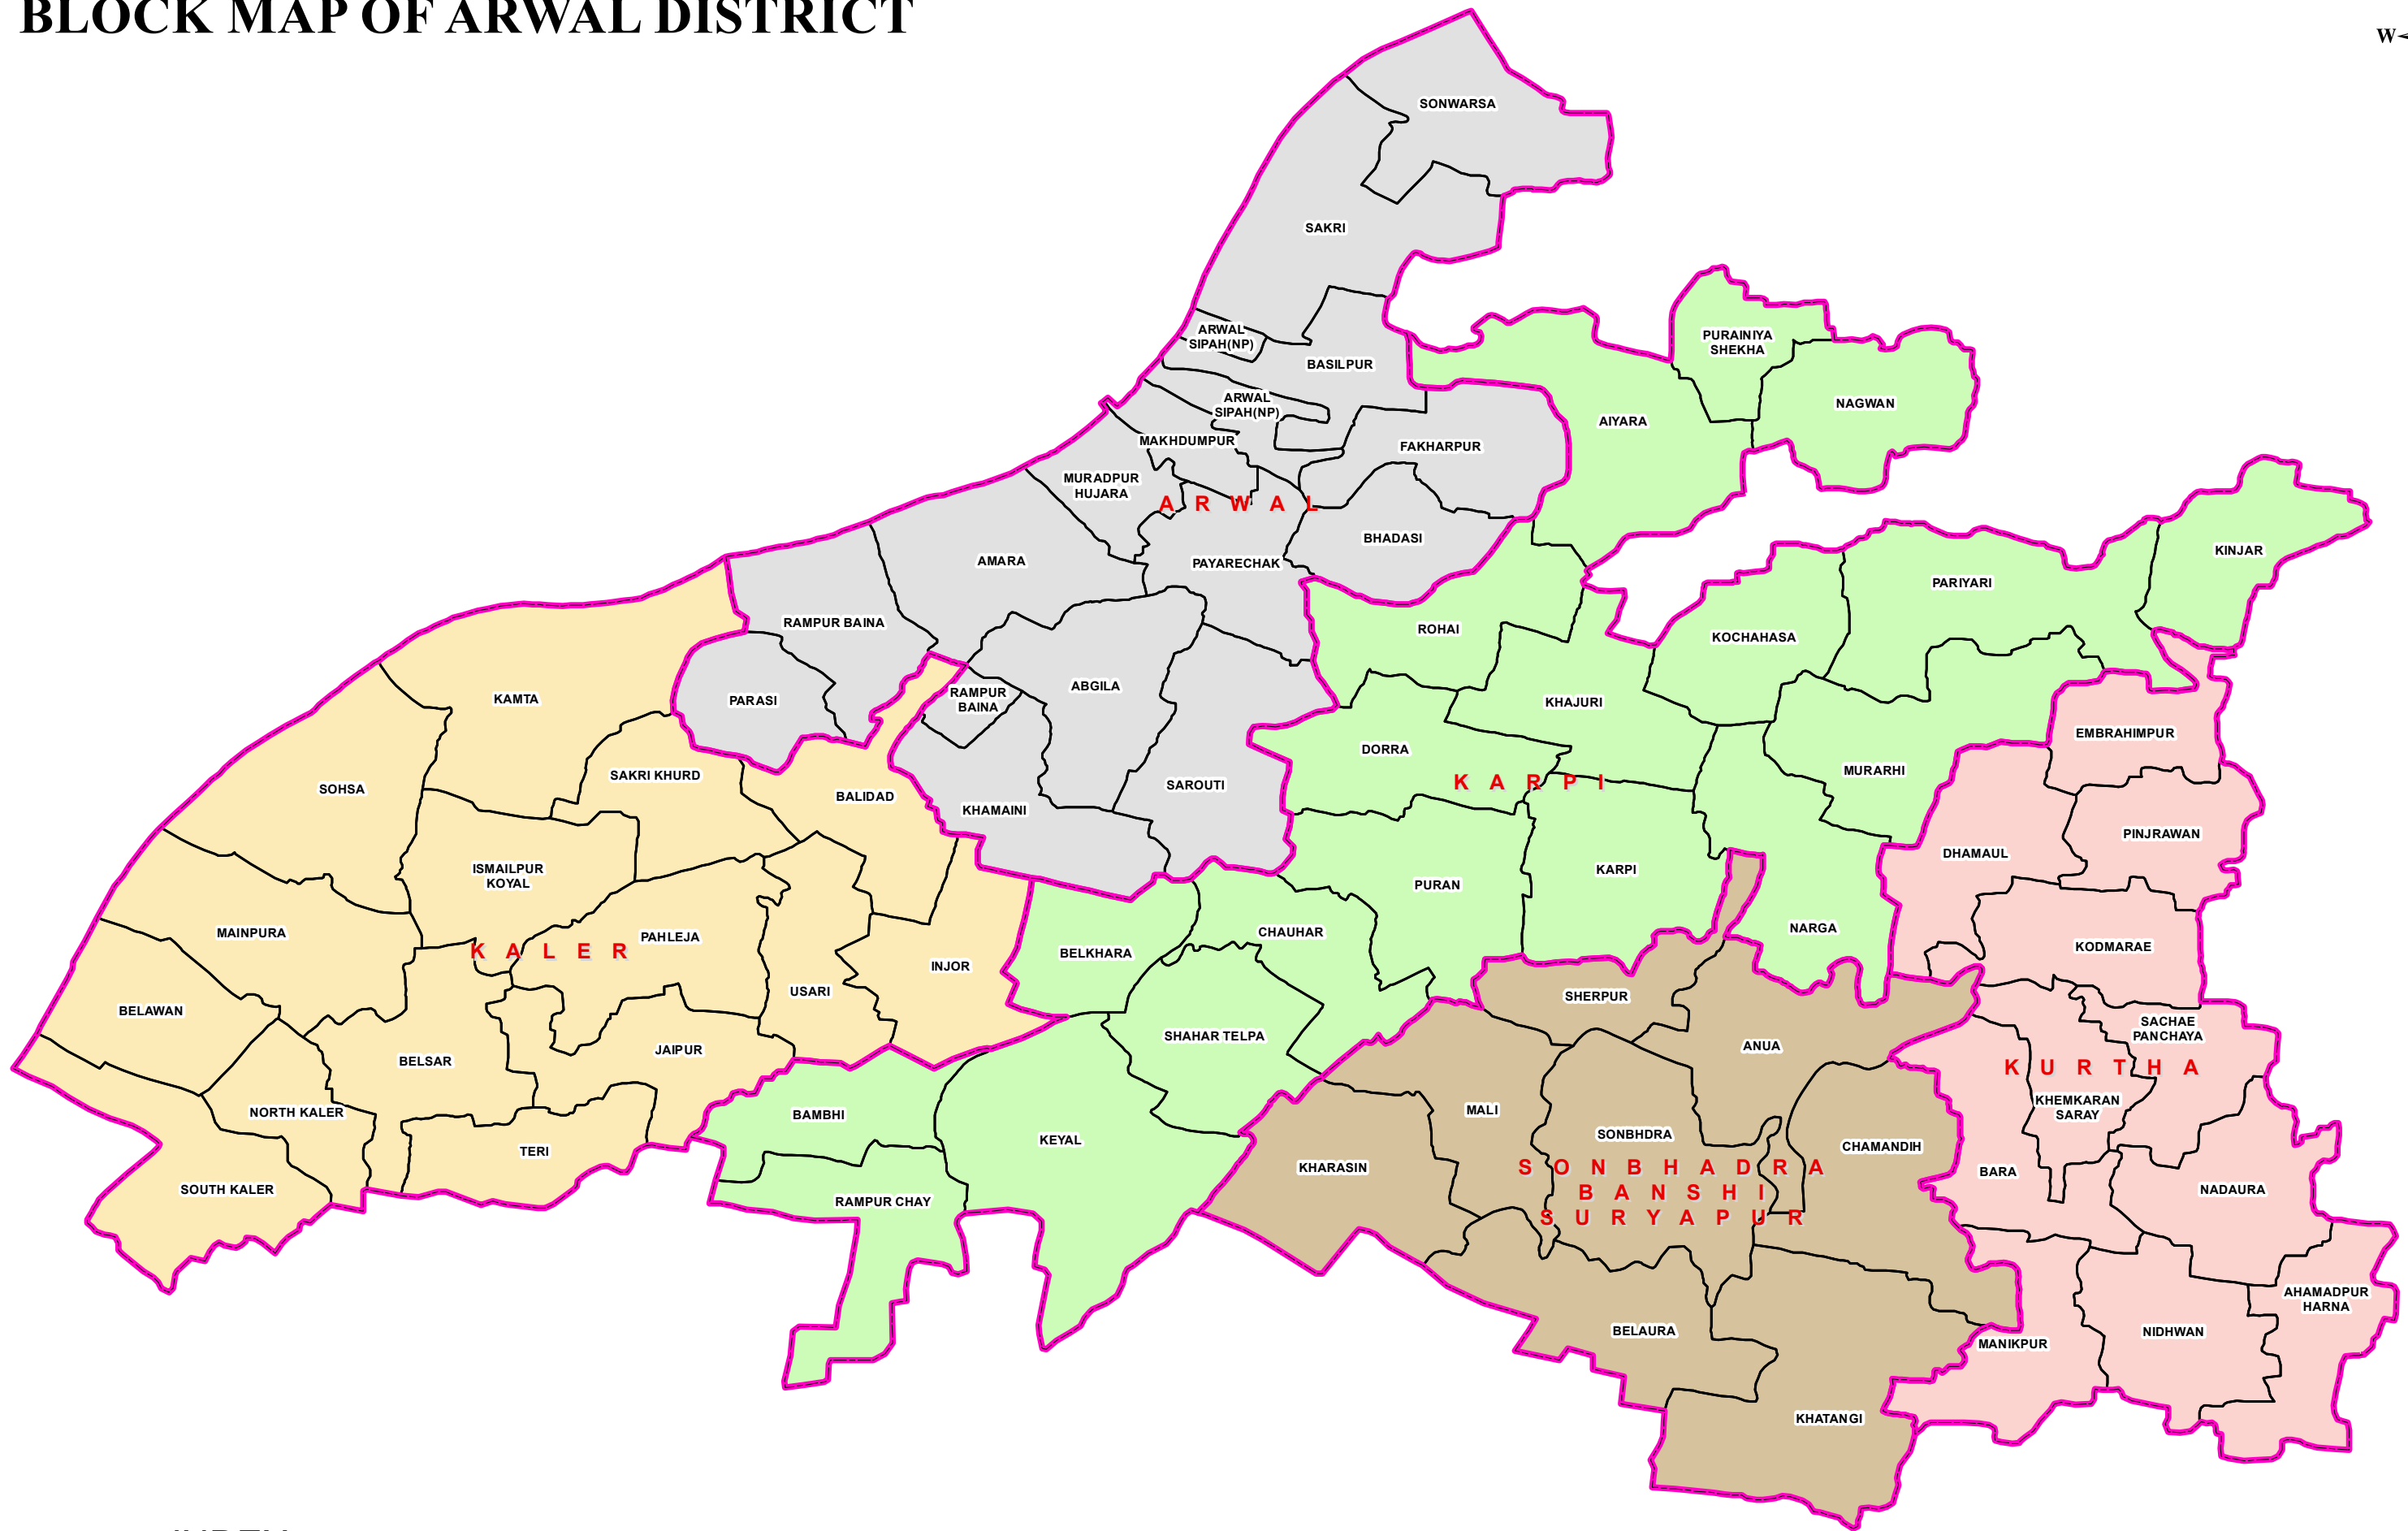 BLOCK MAP OF ARWAL DISTRICT
W
SONWARSA
SAKRI
ARWAL
SIPAH(NP)
BASILPUR
PURAINIYA
SHEKHA
NAGWAN
ARWAL
SIPAH(NP)
AIYARA
MAKHDUMPUR
FAKHARPUR
MURADPUR
HUJARA
A R W A L
BHADASI
PAYARECHAK
AMARA
KINJAR
PARIYARI
RAMPUR BAINA
ROHAI
KOCHAHASA
ABGILA
RAMPUR
BAINA
PARASI
KAMTA
KHAJURI
EMBRAHIMPUR
DORRA
SAKRI KHURD
MURARHI
K A R P I
SAROUTI
SOHSA
BALIDAD
KHAMAINI
PINJRAWAN
DHAMAUL
ISMAILPUR
KOYAL
KARPI
PURAN
NARGA
CHAUHAR
MAINPURA
PAHLEJA
K A L E R
KODMARAE
BELKHARA
INJOR
USARI
SHERPUR
BELAWAN
SACHAE
PANCHAYA
SHAHAR TELPA
ANUA
JAIPUR
BELSAR
K U R T H A
KHEMKARAN
SARAY
NORTH KALER
BAMBHI
MALI
SONBHDRA
KEYAL
CHAMANDIH
TERI
KHARASIN
S O N B H A D R A
B A N S H I
S U R Y A P U R
BARA
SOUTH KALER
NADAURA
RAMPUR CHAY
AHAMADPUR
HARNA
BELAURA
NIDHWAN
MANIKPUR
KHATANGI